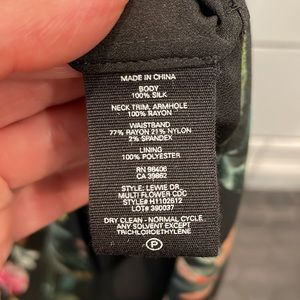 MADE IN CHINA
BODY
100% SILK
NECK TRIM, ARMHOLE
100% RAYON
WAISTBAND
77% RAYON 21% NYLON
2% SPANDEX
LINING
100% POLYESTER
RN 96406
CA 39862
STYLE: LEWIE DR_
MULTI FLOWER CDC
STYLE# H1102612
LOT# 390037
DRY CLEAN - NORMAL CYCLE.
ANY SOLVENT EXCEPT
TRICHLOROETHYLENE
P